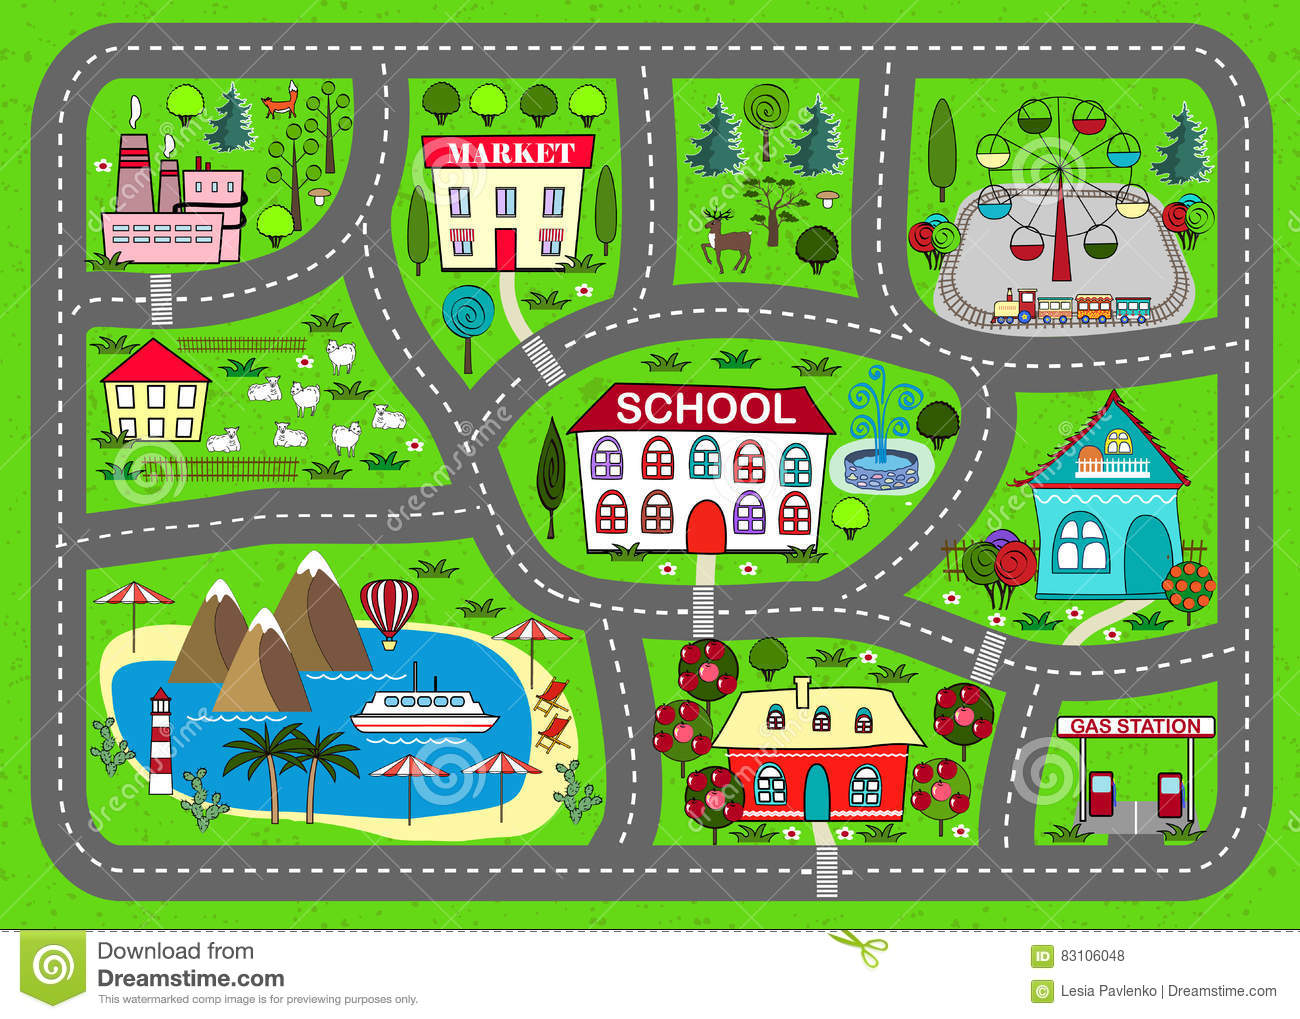 MARKET
SCHOOL
GAS STATION
Download from
Dreamstime.com
This watermarked comp image is for previewing purposes only.
ID 83106048
© Lesia Pavlenko | Dreamstime.com
dreamstime